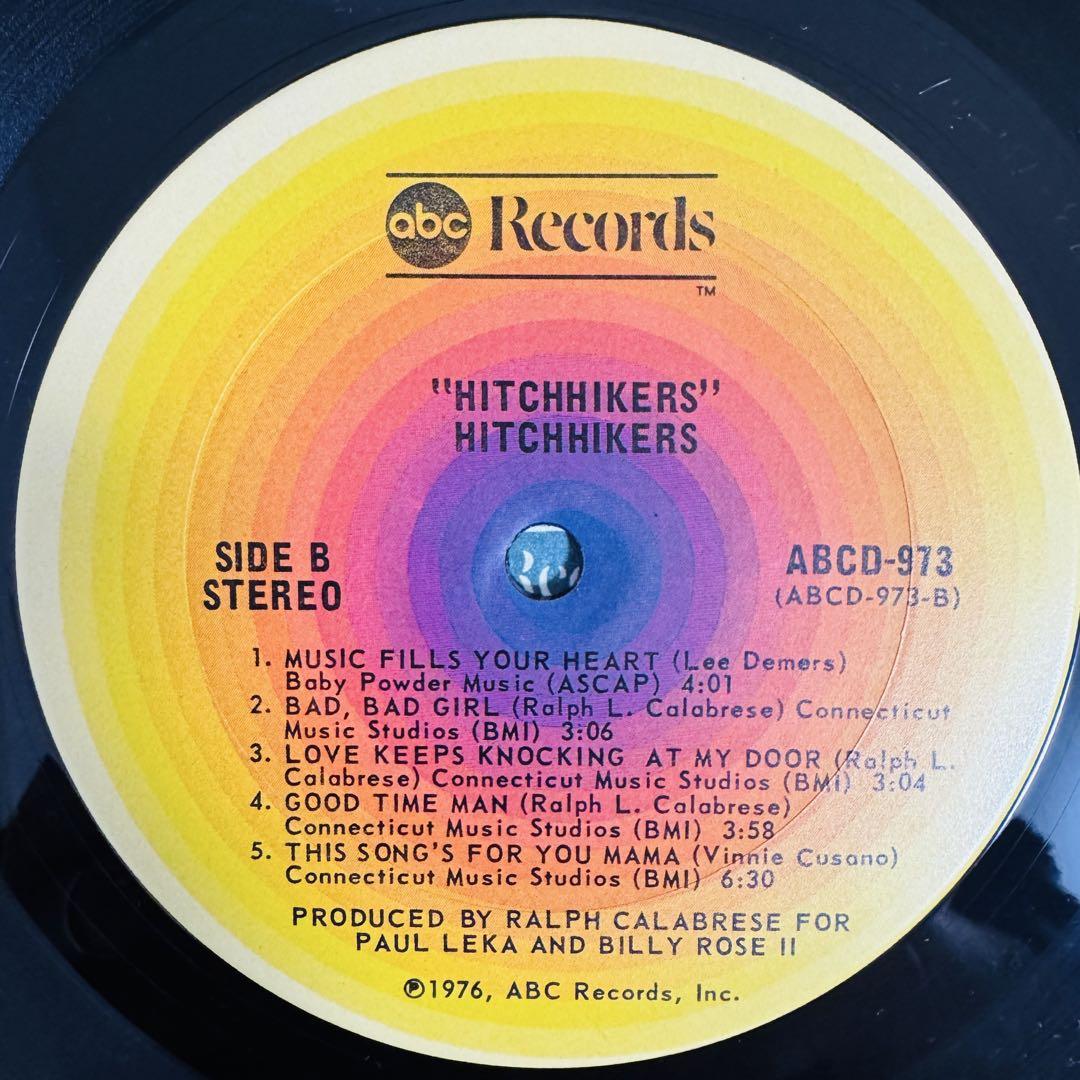 abc Records
TM
"HITCHHIKERS"
HITCHHIKERS
SIDE B
STEREO
ABCD-973
(ABCD-973-B)
1. MUSIC FILLS YOUR HEART (Lee Demers)
Baby Powder Music (ASCAP) 4:01
2. BAD, BAD GIRL (Ralph L. Calabrese) Connecticut
Music Studios (BMI) 3:06
3. LOVE KEEPS KNOCKING AT MY DOOR (Ralph L.
Calabrese) Connecticut Music Studios (BMI) 3:04
4. GOOD TIME MAN (Ralph L. Calabrese)
Connecticut Music Studios (BMI) 3:58
5. THIS SONG'S FOR YOU MAMA (Vinnie Cusano)
Connecticut Music Studios (BMI) 6:30
PRODUCED BY RALPH CALABRESE FOR
PAUL LEKA AND BILLY ROSE II
℗1976, ABC Records, Inc.